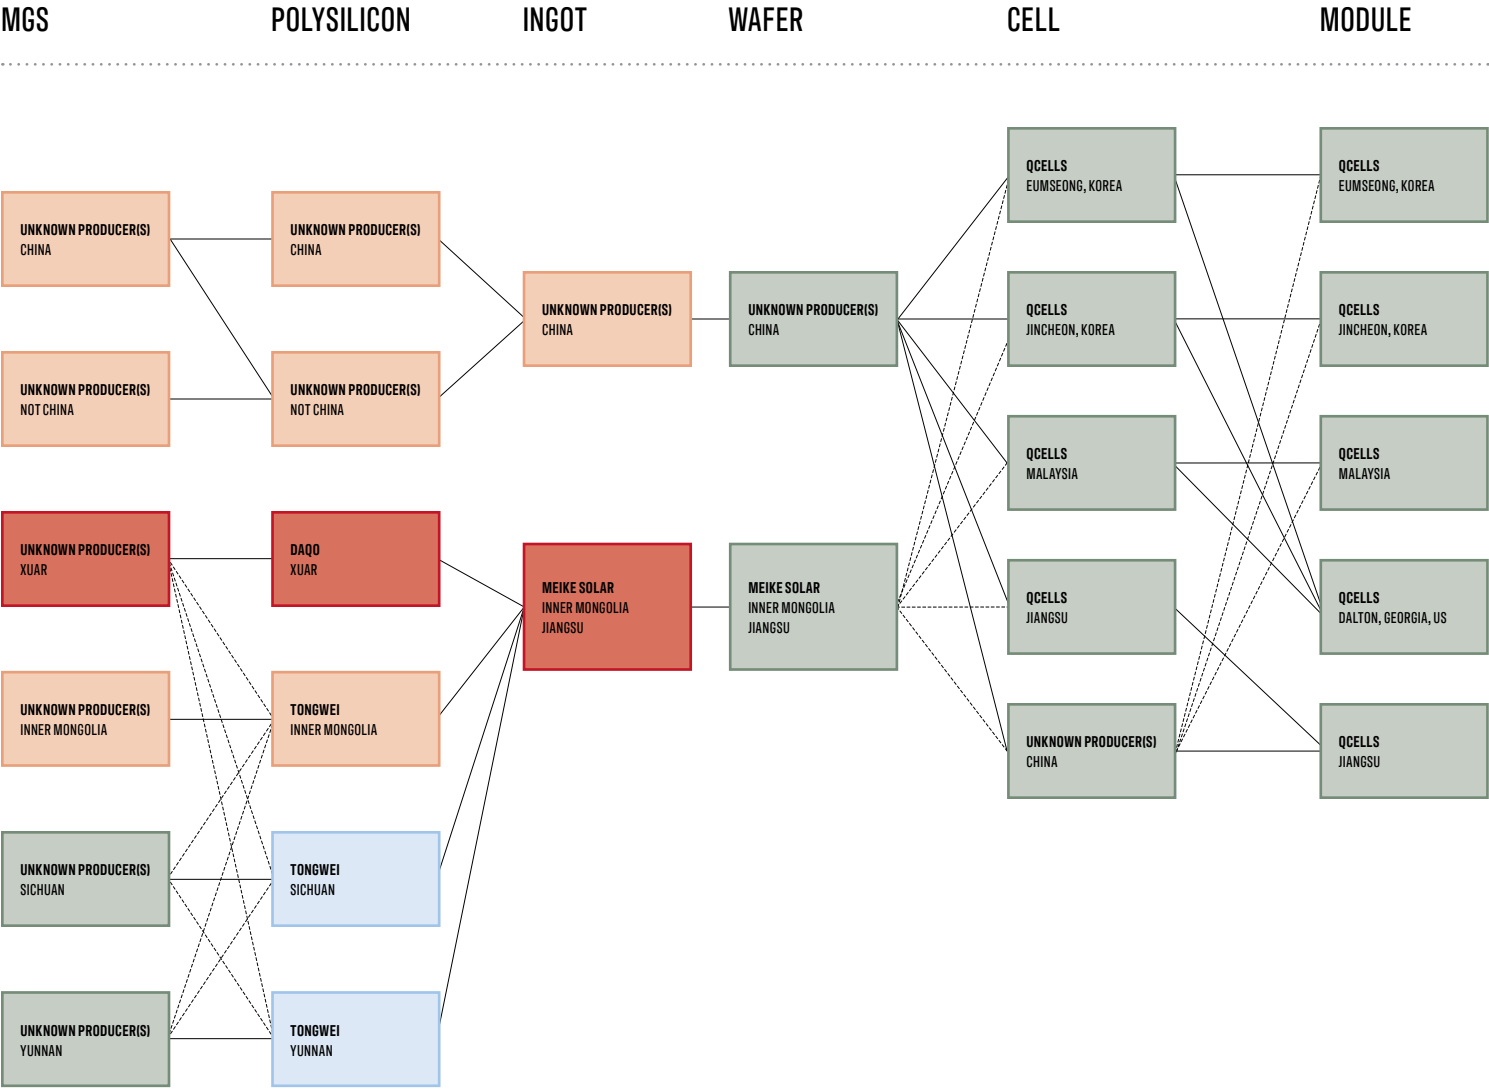 MGS
POLYSILICON
INGOT
WAFER
CELL
MODULE
UNKNOWN PRODUCER(S)
CHINA
UNKNOWN PRODUCER(S)
NOT CHINA
UNKNOWN PRODUCER(S)
XUAR
UNKNOWN PRODUCER(S)
INNER MONGOLIA
UNKNOWN PRODUCER(S)
SICHUAN
UNKNOWN PRODUCER(S)
YUNNAN
UNKNOWN PRODUCER(S)
CHINA
UNKNOWN PRODUCER(S)
NOT CHINA
DAQO
XUAR
TONGWEI
INNER MONGOLIA
TONGWEI
SICHUAN
TONGWEI
YUNNAN
UNKNOWN PRODUCER(S)
CHINA
MEIKE SOLAR
INNER MONGOLIA
JIANGSU
UNKNOWN PRODUCER(S)
CHINA
MEIKE SOLAR
INNER MONGOLIA
JIANGSU
QCELLS
EUMSEONG, KOREA
QCELLS
JINCHEON, KOREA
QCELLS
MALAYSIA
QCELLS
JIANGSU
UNKNOWN PRODUCER(S)
CHINA
QCELLS
EUMSEONG, KOREA
QCELLS
JINCHEON, KOREA
QCELLS
MALAYSIA
QCELLS
DALTON, GEORGIA, US
QCELLS
JIANGSU